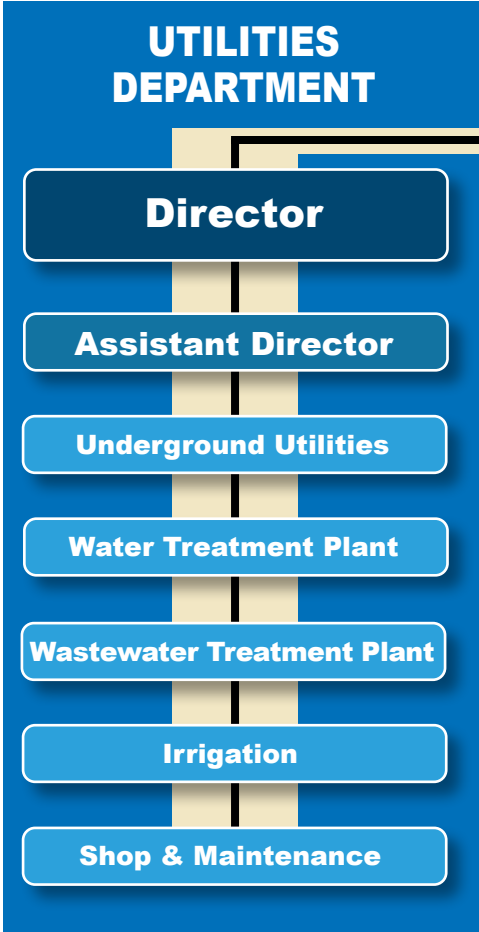 UTILITIES
DEPARTMENT
Director
Assistant Director
Underground Utilities
Water Treatment Plant
Wastewater Treatment Plant
Irrigation
Shop & Maintenance